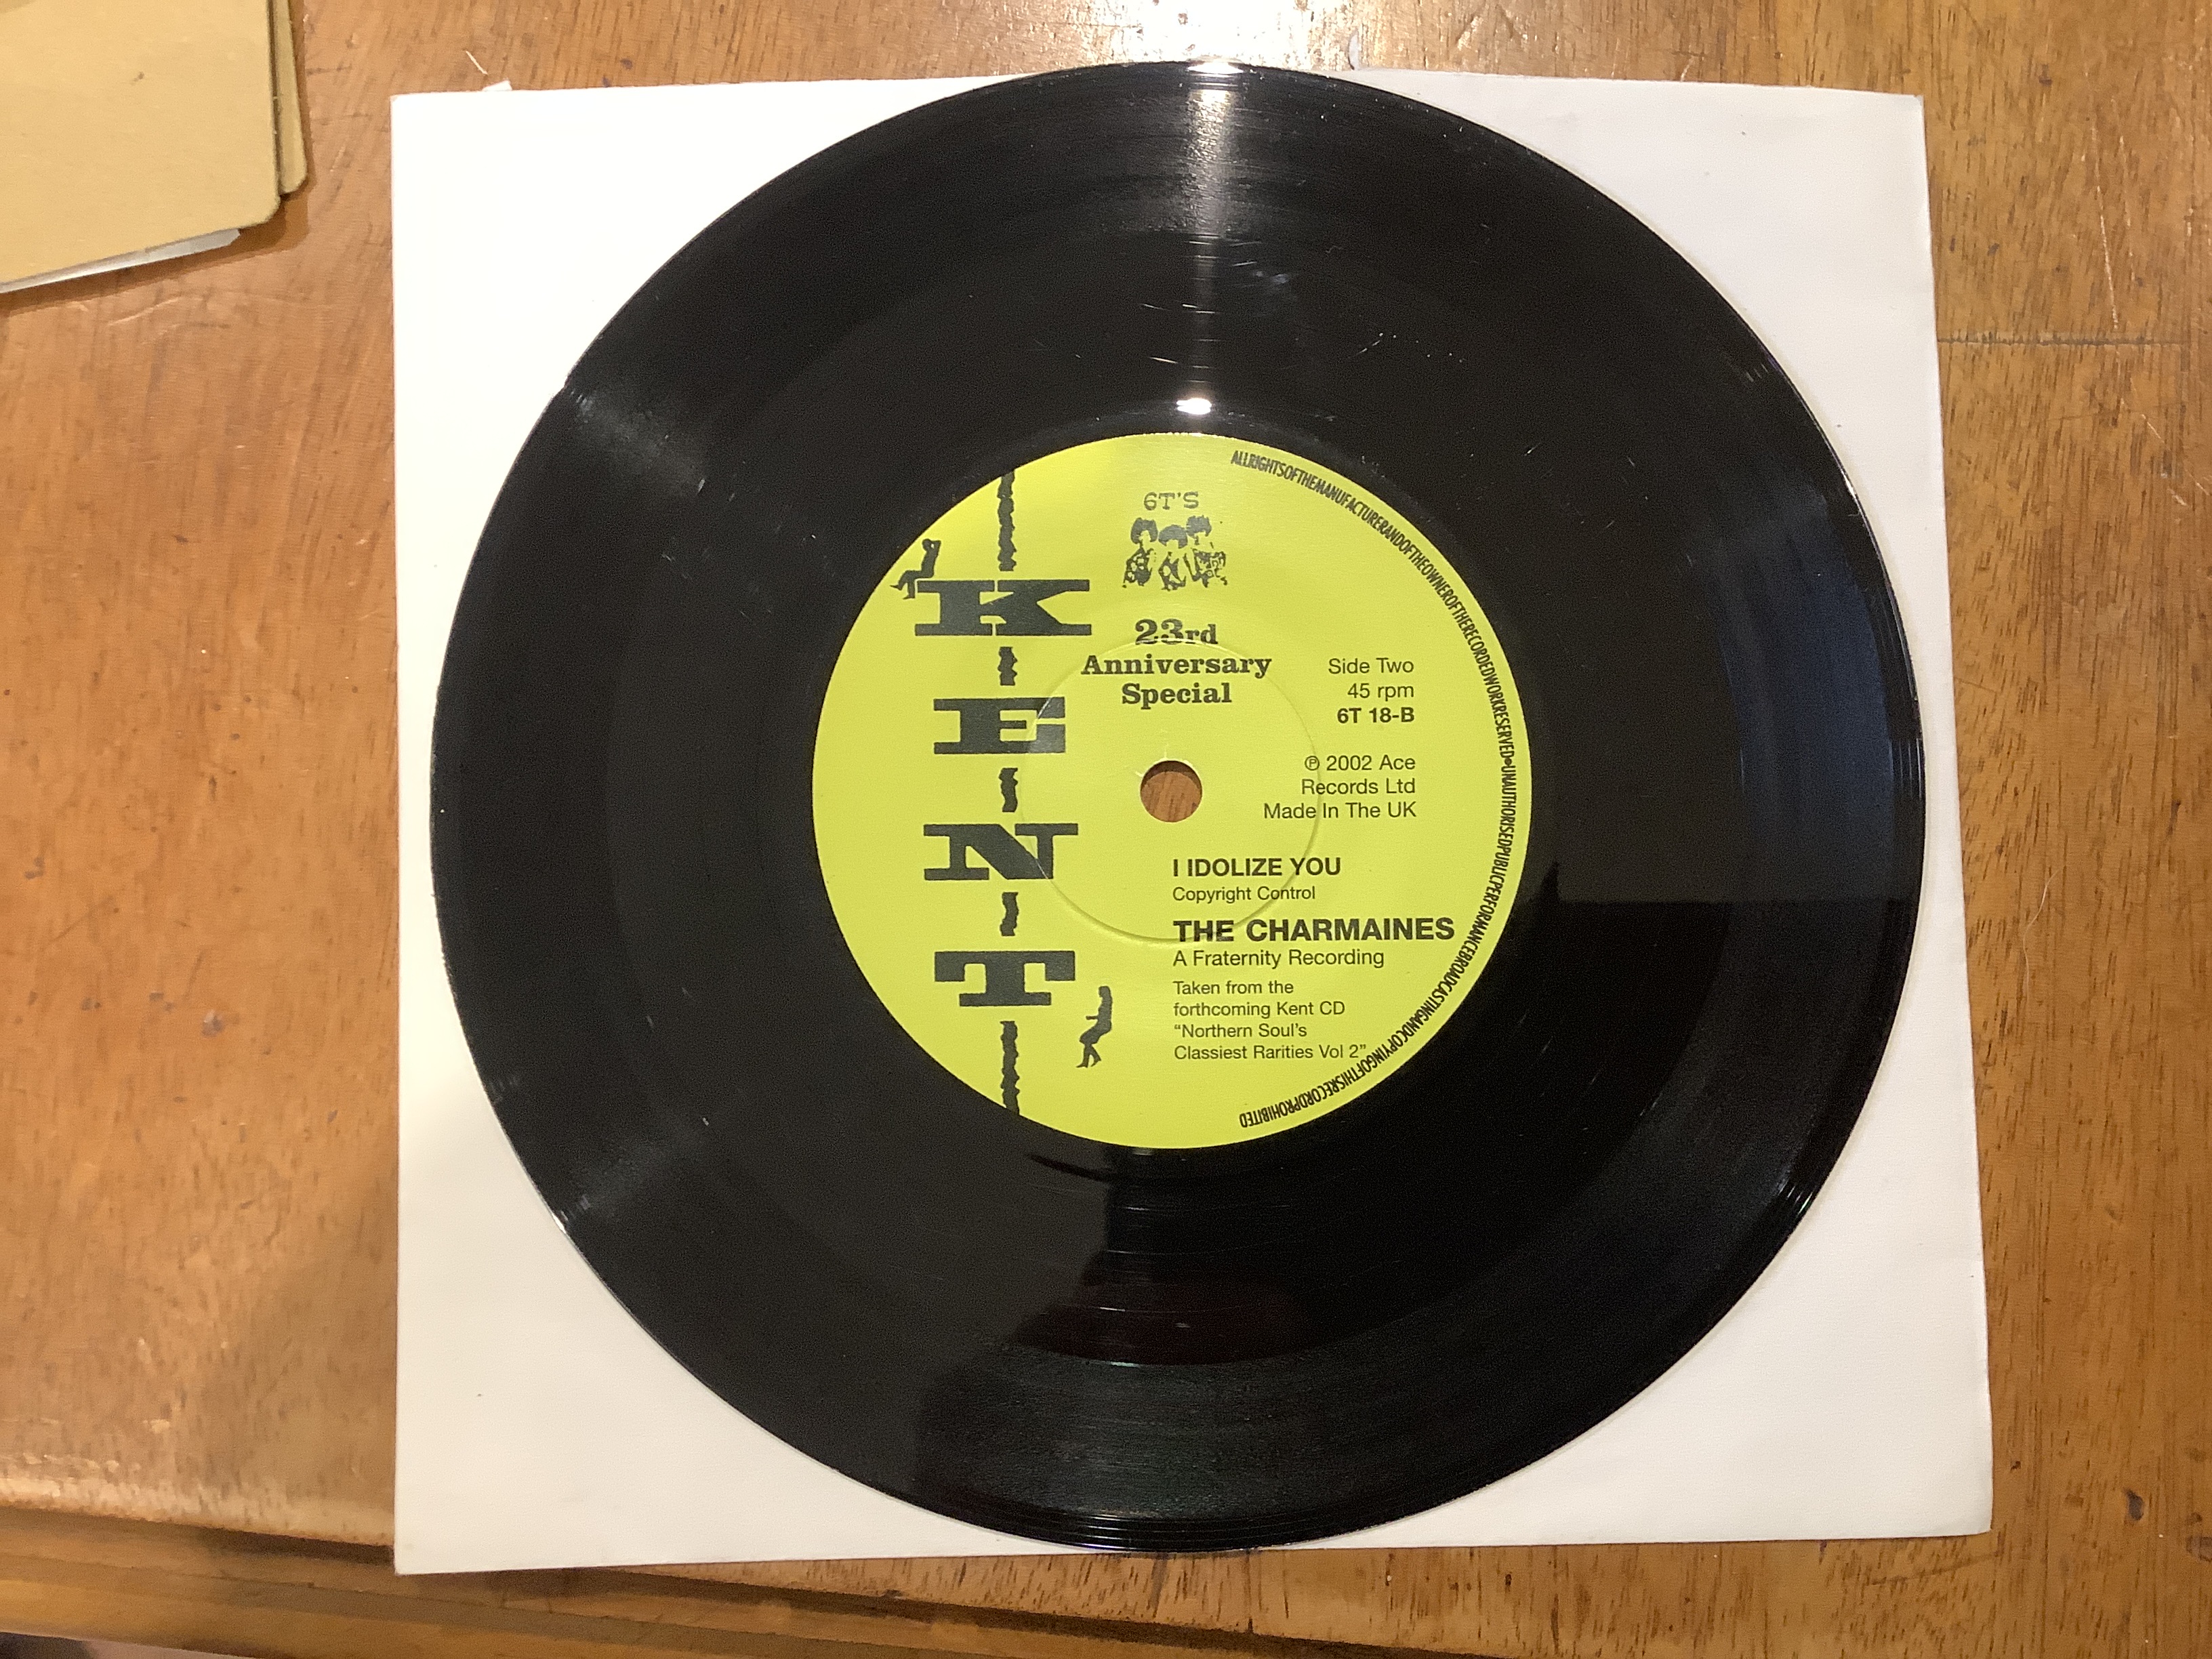 6T'S
KENT
23rd
Anniversary
Special
Side Two
45 rpm
6T 18-B
℗ 2002 Ace
Records Ltd
Made In The UK
I IDOLIZE YOU
Copyright Control
THE CHARMAINES
A Fraternity Recording
Taken from the
forthcoming Kent CD
“Northern Soul’s
Classiest Rarities Vol 2”
ALLRIGHTSOFTHEMANUFACTURERANDOFTHEOWNEROFTHERECORDEDWORKRESERVED•UNAUTHORISEDPUBLICPERFORMANCEBROADCASTINGANDCOPYINGOFTHISRECORDPROHIBITED